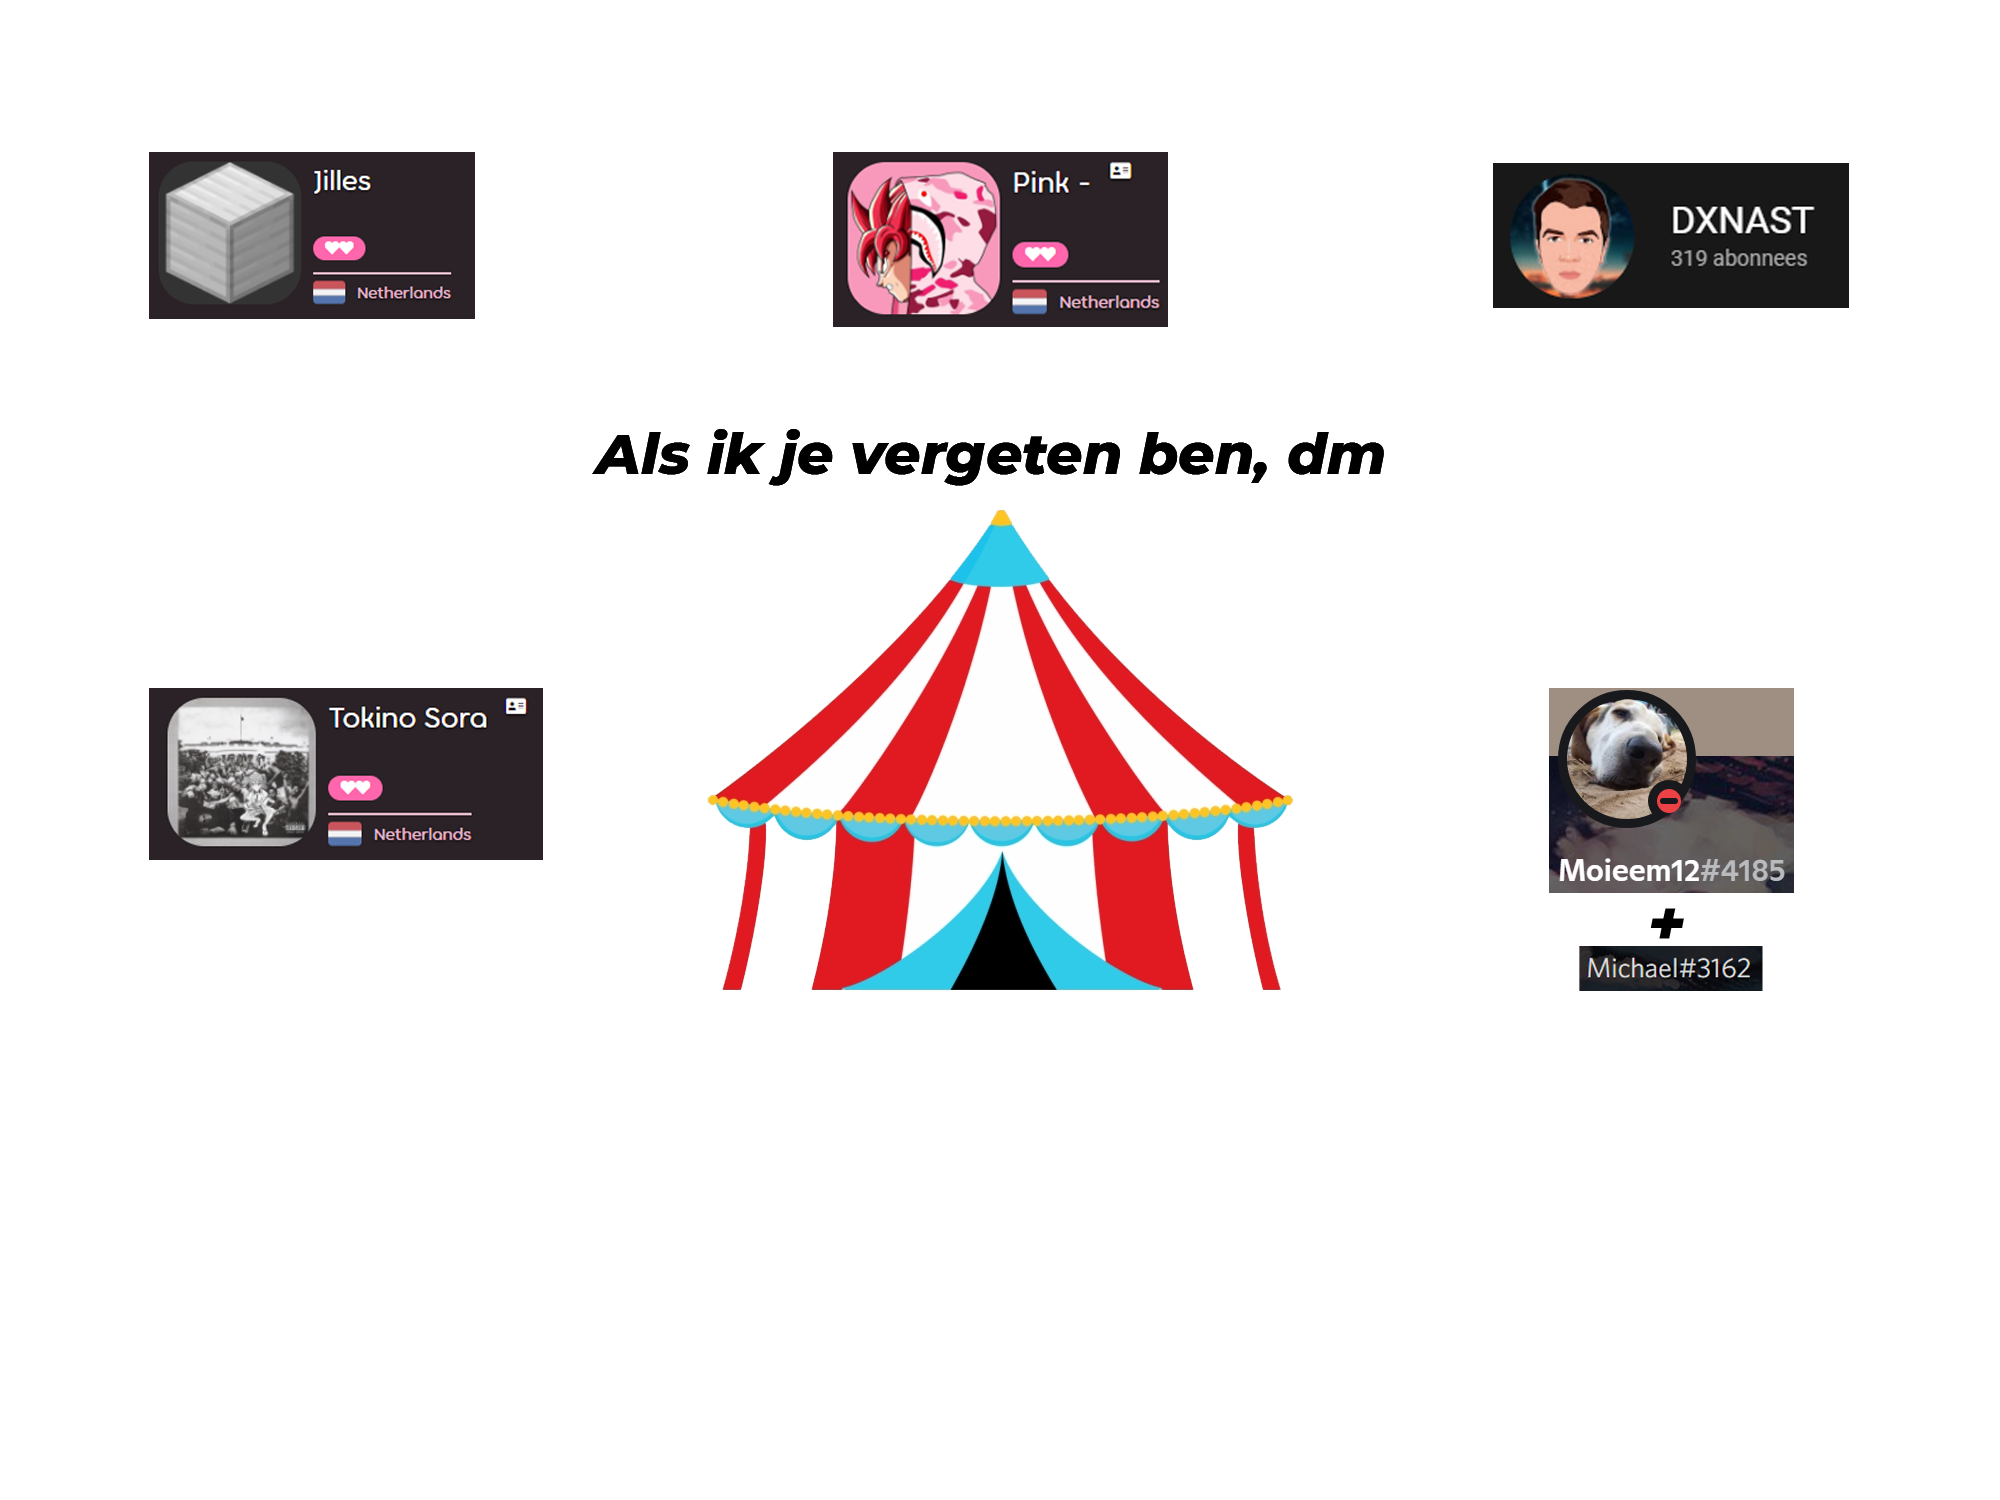 Jilles
Netherlands
Pink -
Netherlands
DXNAST
319 abonnees
Als ik je vergeten ben, dm
Tokino Sora
Netherlands
Moieem12#4185
+
Michael#3162